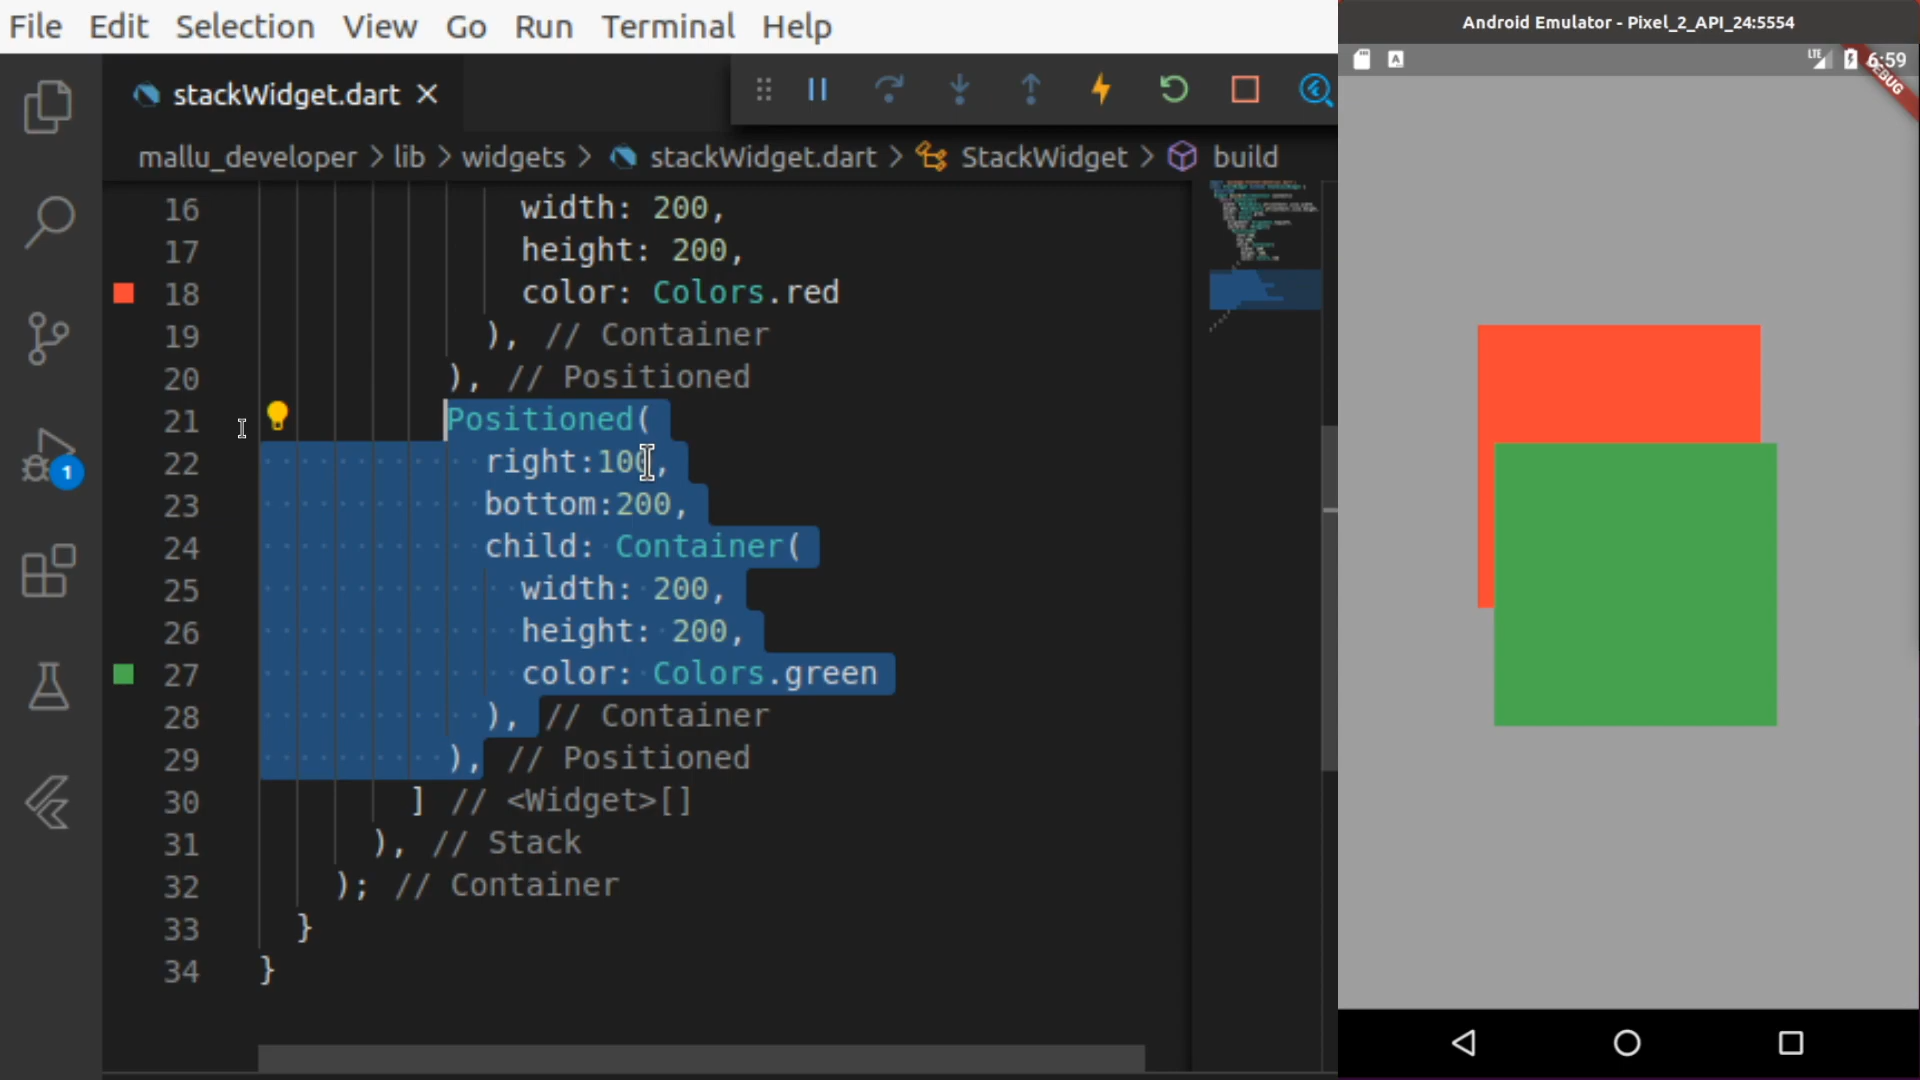 File Edit Selection View Go Run Terminal Help
stackWidget.dart
mallu_developer > lib > widgets > stackWidget.dart > StackWidget > build
16 width: 200,
17 height: 200,
18 color: Colors.red
19 ), // Container
20 ), // Positioned
21 Positioned(
22 right:100,
23 bottom:200,
24 child: Container(
25 width: 200,
26 height: 200,
27 color: Colors.green
28 ), // Container
29 ), // Positioned
30 ] // <Widget>[]
31 ), // Stack
32 ); // Container
33 }
34 }
1
Android Emulator - Pixel_2_API_24:5554
A LTE 6:59
DEBUG